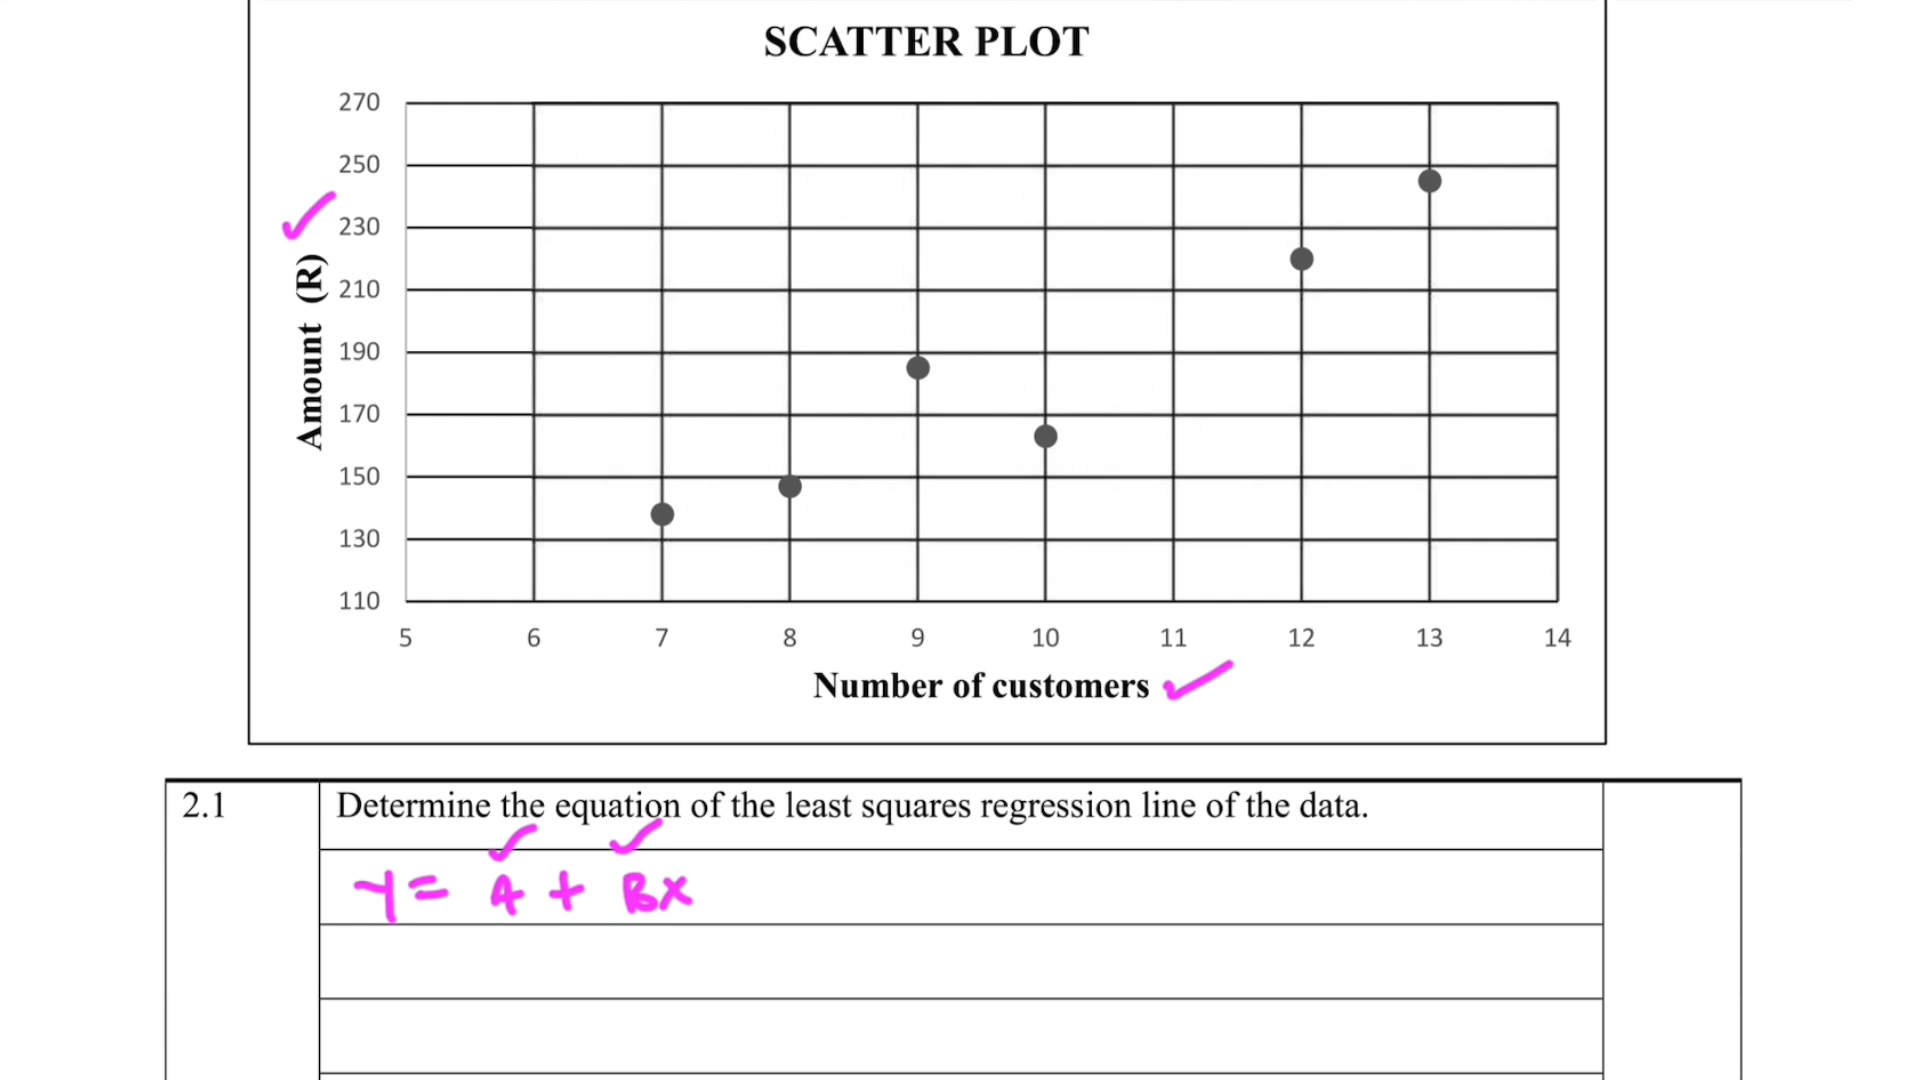 SCATTER PLOT
270
250
230
210
190
170
150
130
110
Amount (R)
5 6 7 8 9 10 11 12 13 14
Number of customers
2.1 Determine the equation of the least squares regression line of the data.
y = A + Bx